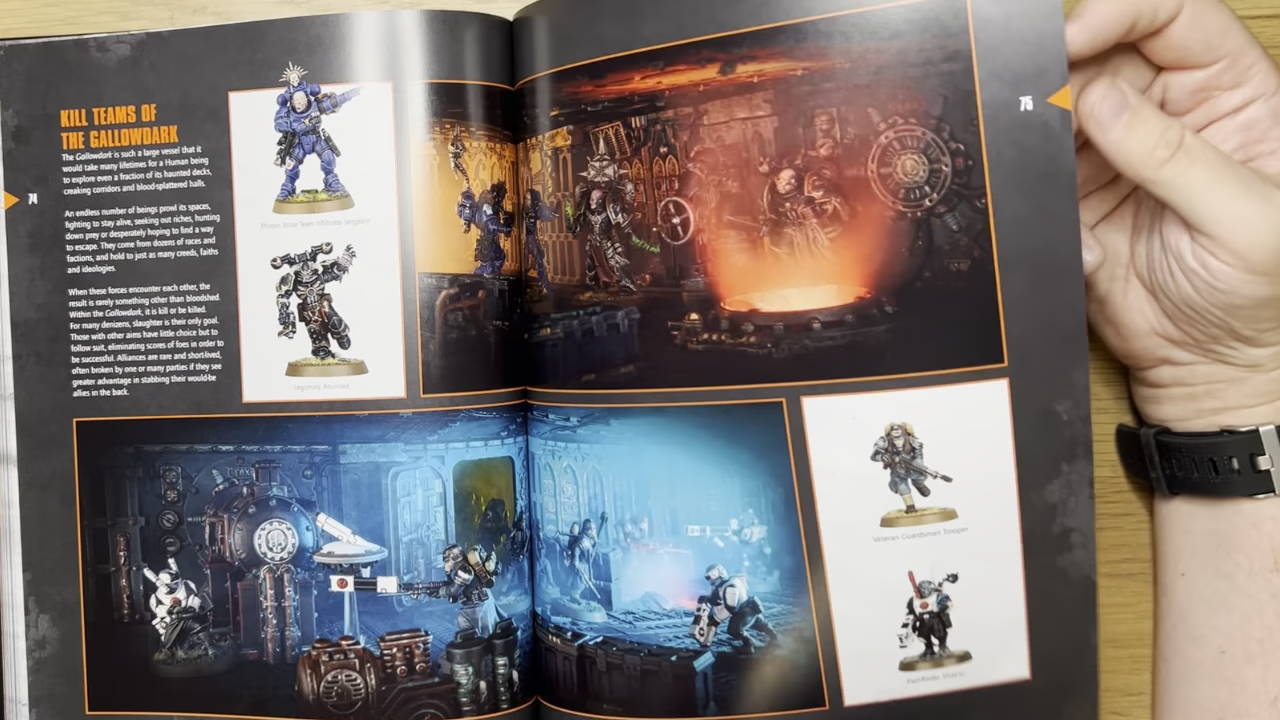 KILL TEAMS OF
THE GALLOWDARK
The Gallowdark is such a large vessel that it
would take many lifetimes for a Human being
to explore even a fraction of its haunted decks,
creaking corridors and blood-splattered halls.
An endless number of beings prowl its spaces,
fighting to stay alive, seeking out riches, hunting
down prey or desperately hoping to find a way
to escape. They come from dozens of races and
factions, and hold to just as many creeds, faiths
and ideologies.
When these forces encounter each other, the
result is rarely something other than bloodshed.
Within the Gallowdark, it is kill or be killed.
For many denizens, slaughter is their only goal.
Those with other aims have little choice but to
follow suit, eliminating scores of foes in order to
be successful. Alliances are rare and short-lived,
often broken by one or many parties if they see
greater advantage in stabbing their would-be
allies in the back.
74
Phobos Strike Team Infiltrator Sergeant
Legionary Anointed
75
Veteran Guardsman Trooper
Pathfinder